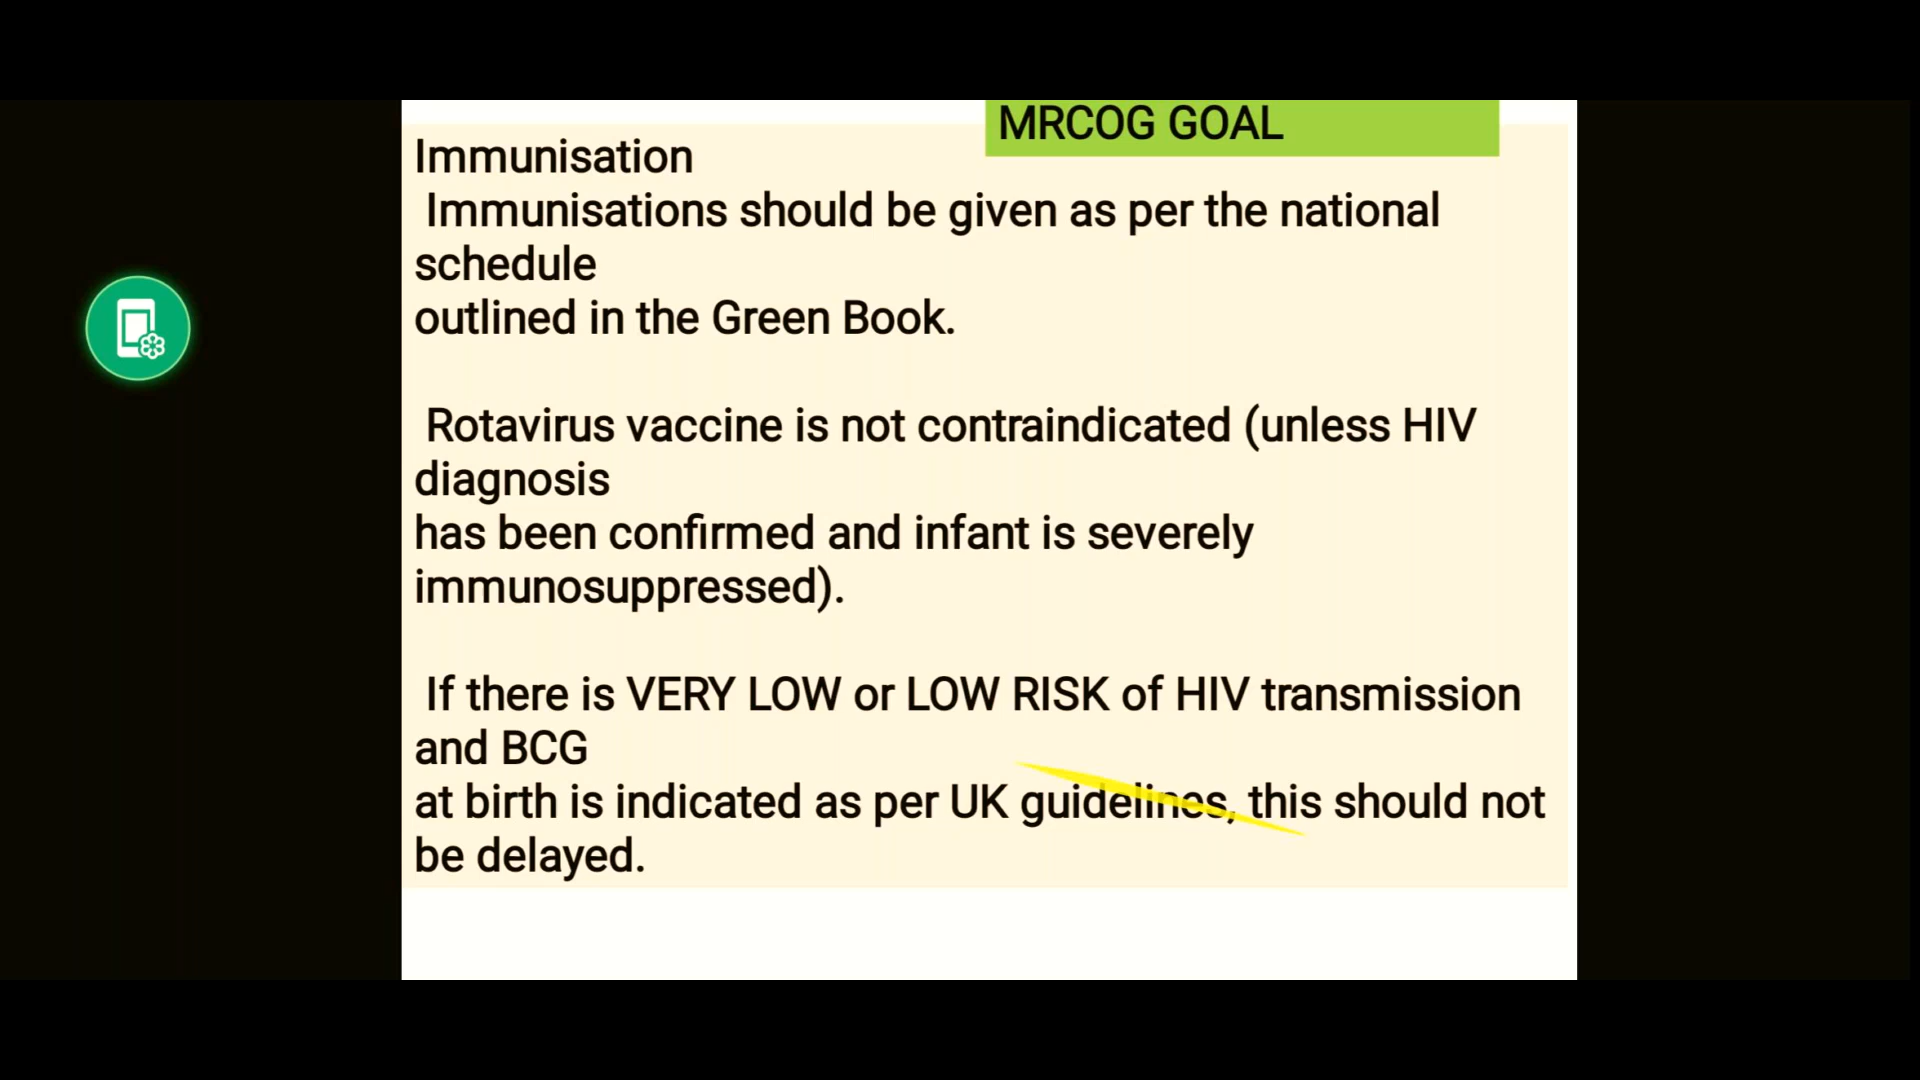 MRCOG GOAL
Immunisation
Immunisations should be given as per the national
schedule
outlined in the Green Book.
Rotavirus vaccine is not contraindicated (unless HIV
diagnosis
has been confirmed and infant is severely
immunosuppressed).
If there is VERY LOW or LOW RISK of HIV transmission
and BCG
at birth is indicated as per UK guidelines, this should not
be delayed.